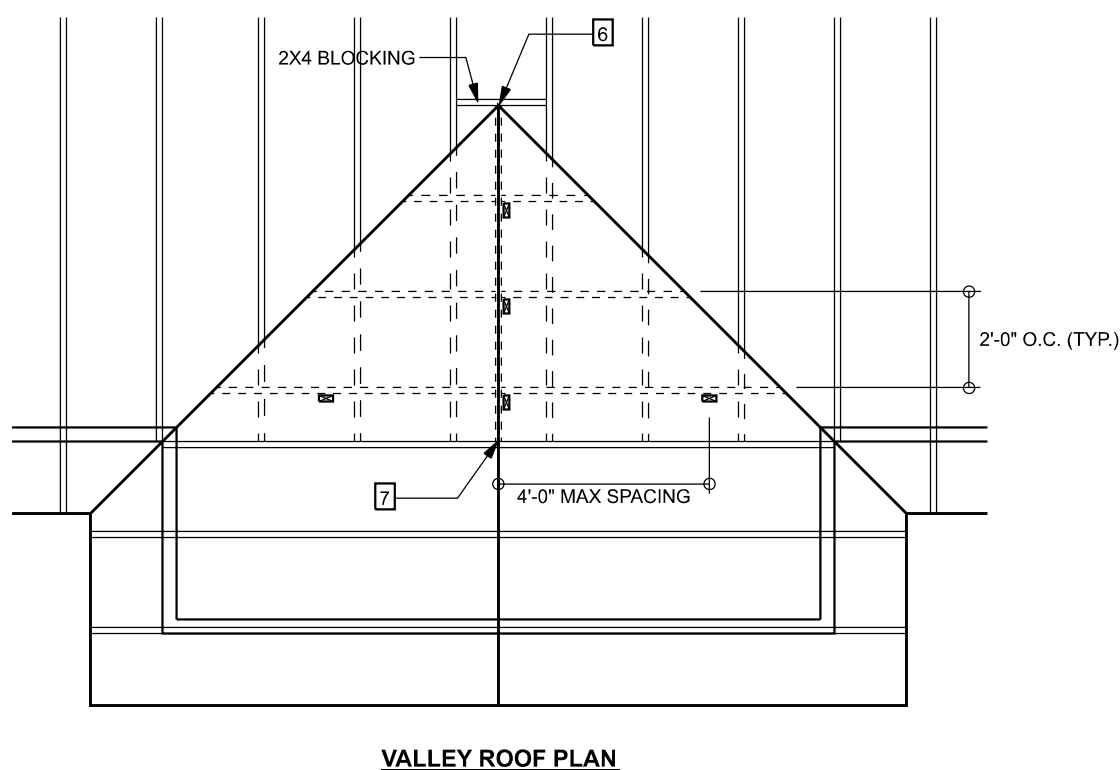 6
2X4 BLOCKING
2'-0" O.C. (TYP.)
7
4'-0" MAX SPACING
VALLEY ROOF PLAN